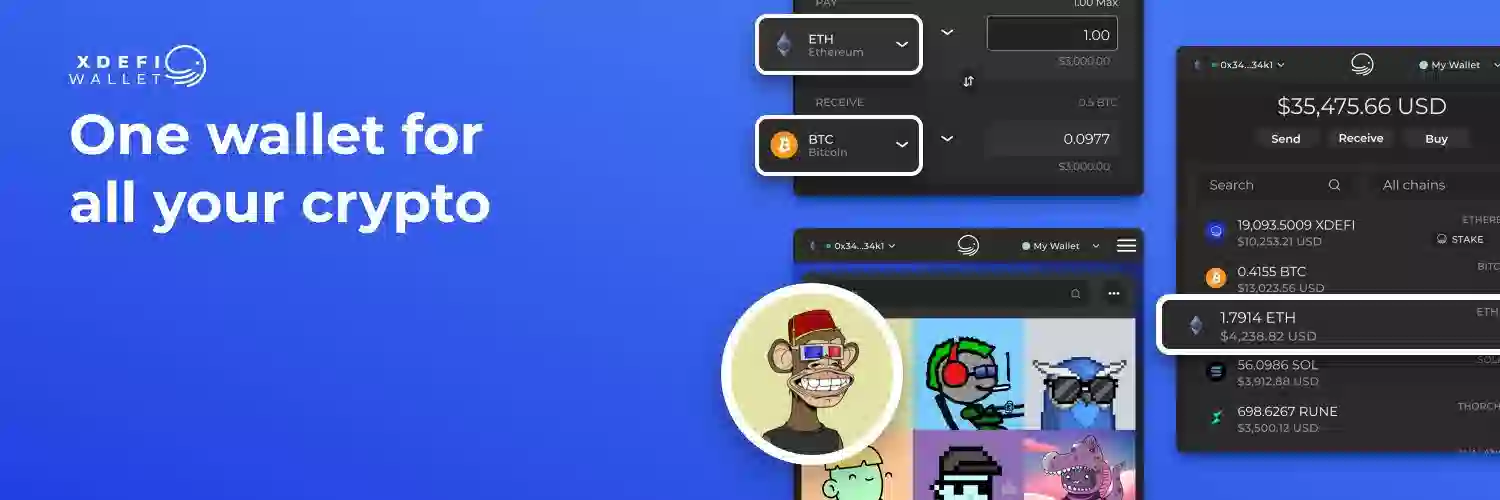 XDEFI
WALLET
One wallet for
all your crypto
PAY
1.00 Max
ETH
Ethereum
1.00
$3,000.00
RECEIVE
0.5 BTC
BTC
Bitcoin
0.0977
$3,000.00
0x34...34k1
My Wallet
0x34...34k1
My Wallet
$35,475.66 USD
Send
Receive
Buy
Search
All chains
19,093.5009 XDEFI
ETHERE
$10,253.21 USD
STAKE
0.4155 BTC
BITC
$13,023.56 USD
1.7914 ETH
ETH
$4,238.82 USD
56.0986 SOL
SOL
$3,912.88 USD
698.6267 RUNE
THORCH
$3,500.12 USD